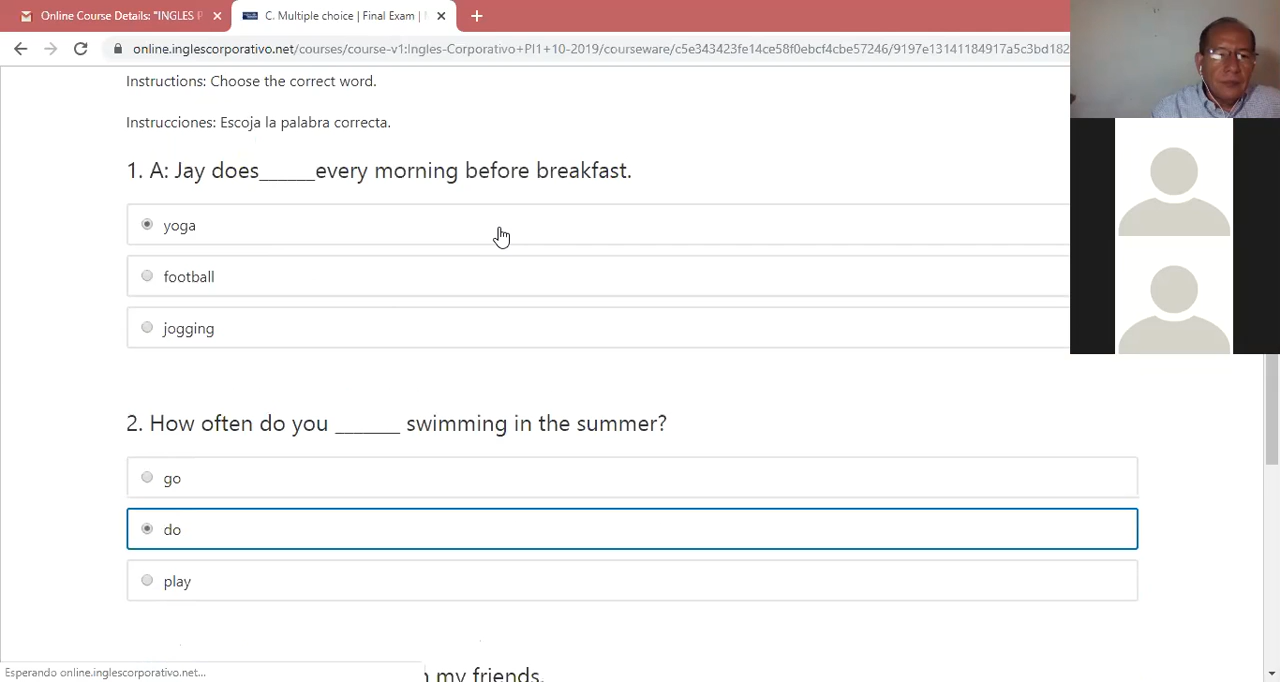 Online Course Details: "INGLES P
C. Multiple choice | Final Exam |
online.inglescorporativo.net/courses/course-v1:Ingles-Corporativo+PI1+10-2019/courseware/c5e343423fe14ce58f0ebcf4cbe57246/9197e13141184917a5c3bd182
Instructions: Choose the correct word.
Instrucciones: Escoja la palabra correcta.
1. A: Jay does______every morning before breakfast.
yoga
football
jogging
2. How often do you _______ swimming in the summer?
go
do
play
my friends.
Esperando online.inglescorporativo.net...